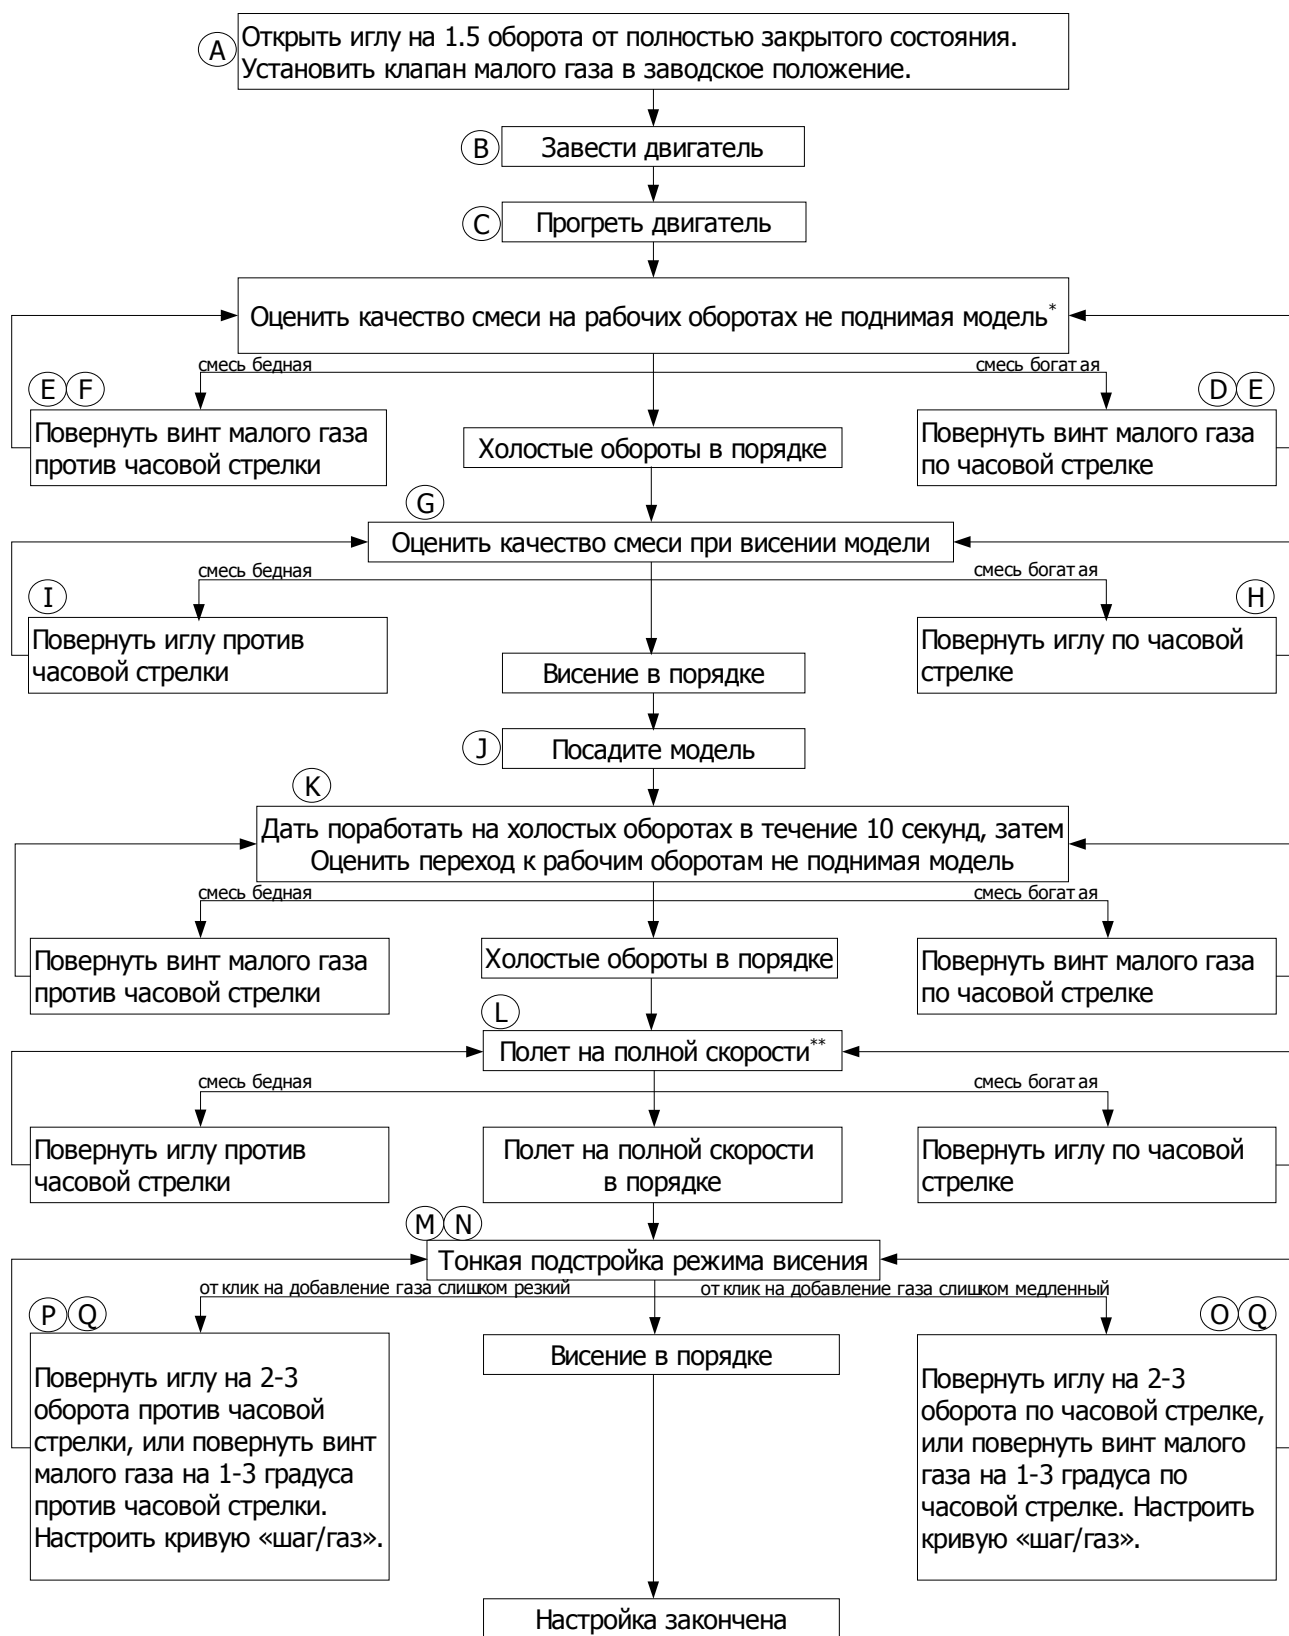 A
Открыть иглу на 1.5 оборота от полностью закрытого состояния.
Установить клапан малого газа в заводское положение.
B
Завести двигатель
C
Прогреть двигатель
Оценить качество смеси на рабочих оборотах не поднимая модель*
смесь бедная
смесь богатая
E F
D E
Повернуть винт малого газа
против часовой стрелки
Холостые обороты в порядке
Повернуть винт малого газа
по часовой стрелке
G
Оценить качество смеси при висении модели
смесь бедная
смесь богатая
I
H
Повернуть иглу против
часовой стрелки
Повернуть иглу по часовой
стрелке
Висение в порядке
J
Посадите модель
K
Дать поработать на холостых оборотах в течение 10 секунд, затем
Оценить переход к рабочим оборотам не поднимая модель
смесь бедная
смесь богатая
Повернуть винт малого газа
против часовой стрелки
Холостые обороты в порядке
Повернуть винт малого газа
по часовой стрелке
L
Полет на полной скорости**
смесь бедная
смесь богатая
Повернуть иглу против
часовой стрелки
Полет на полной скорости
в порядке
Повернуть иглу по часовой
стрелке
M N
Тонкая подстройка режима висения
отклик на добавление газа слишком резкий
отклик на добавление газа слишком медленный
P Q
O Q
Повернуть иглу на 2-3
оборота против часовой
стрелки, или повернуть винт
малого газа на 1-3 градуса
против часовой стрелки.
Настроить кривую «шаг/газ».
Висение в порядке
Повернуть иглу на 2-3
оборота по часовой стрелке,
или повернуть винт малого
газа на 1-3 градуса по
часовой стрелке. Настроить
кривую «шаг/газ».
Настройка закончена